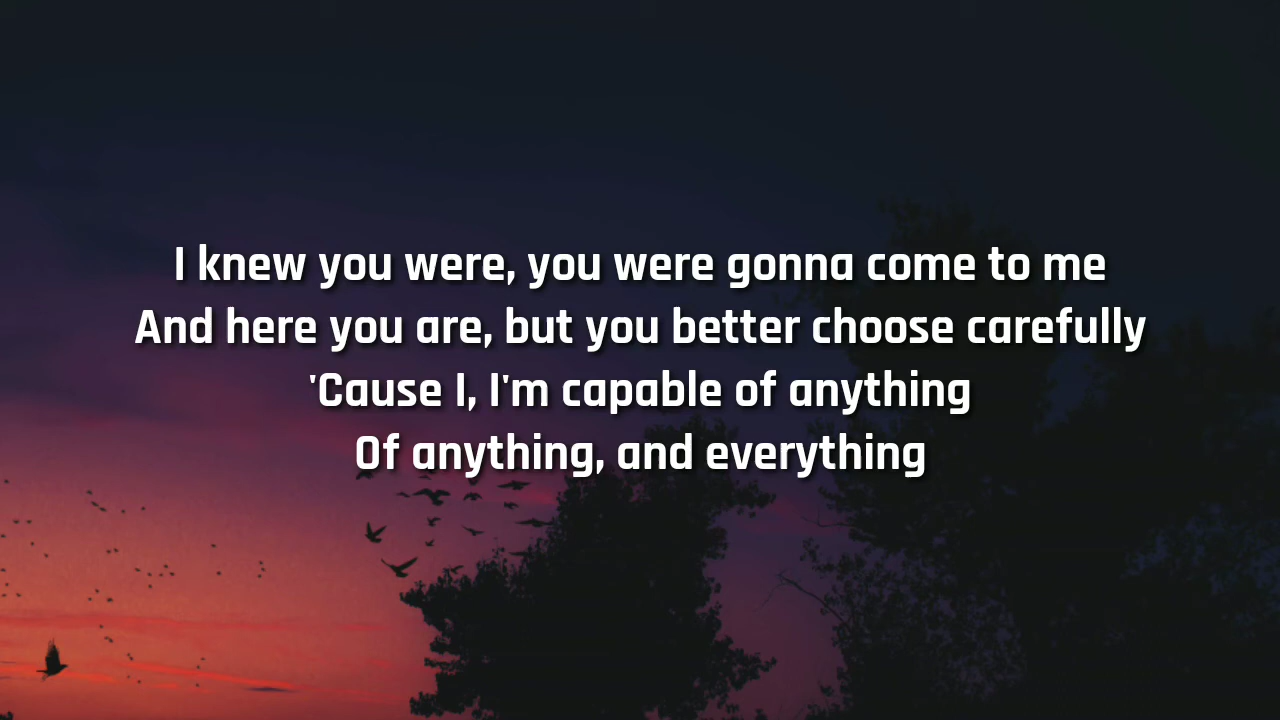 I knew you were, you were gonna come to me
And here you are, but you better choose carefully
'Cause I, I'm capable of anything
Of anything, and everything